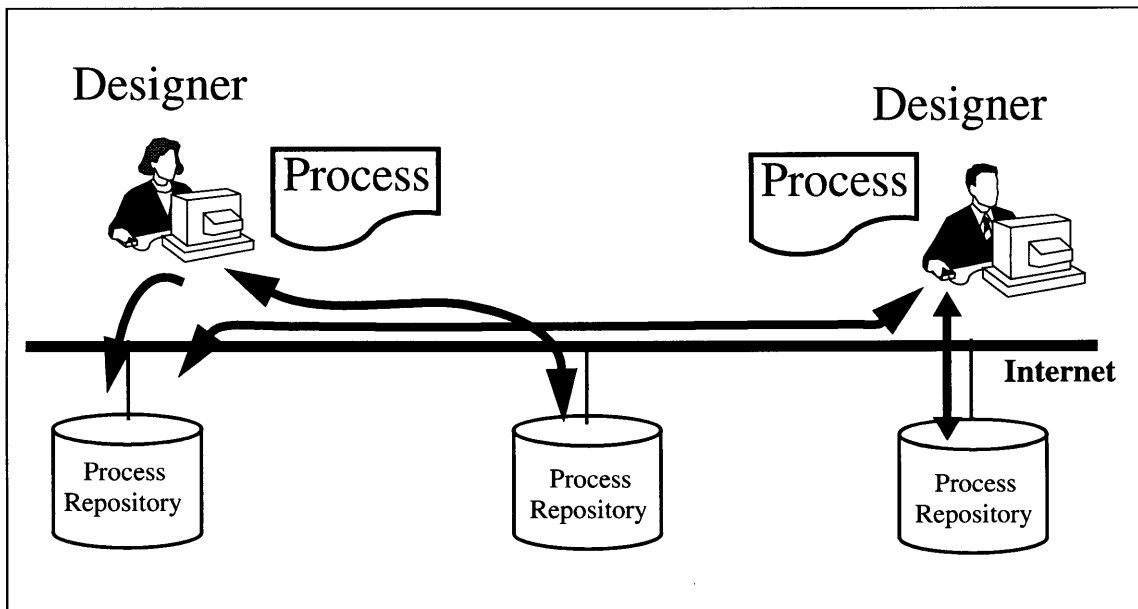 Designer
Designer
Process
Process
Internet
Process
Repository
Process
Repository
Process
Repository